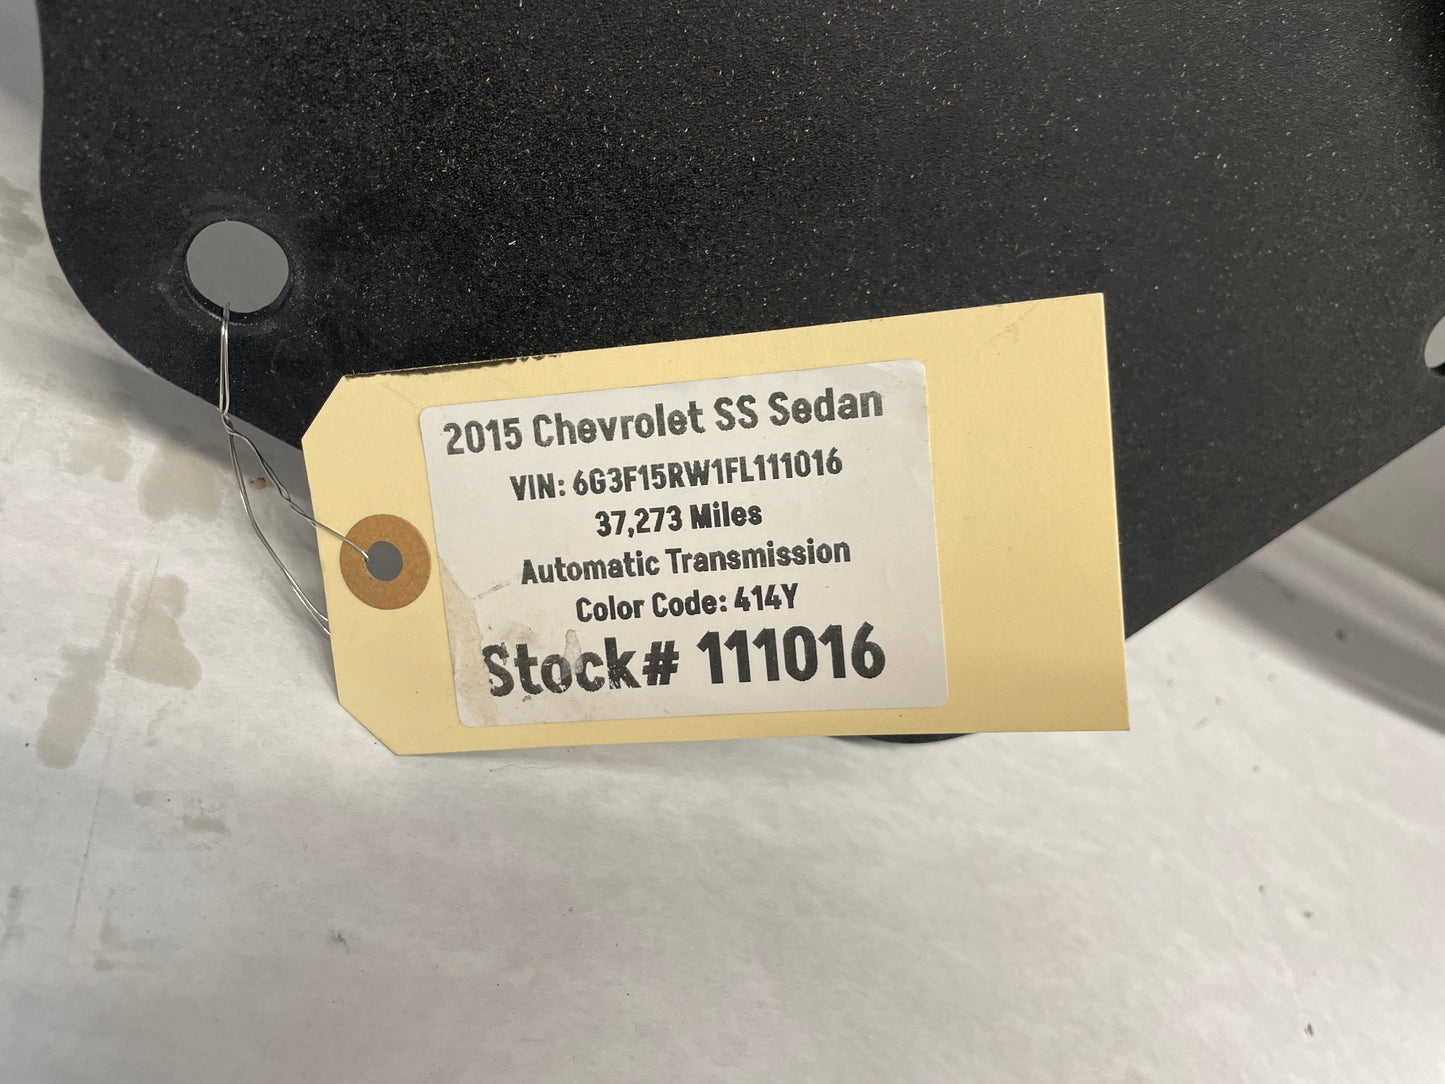 2015 Chevrolet SS Sedan
VIN: 6G3F15RW1FL111016
37,273 Miles
Automatic Transmission
Color Code: 414Y
Stock# 111016